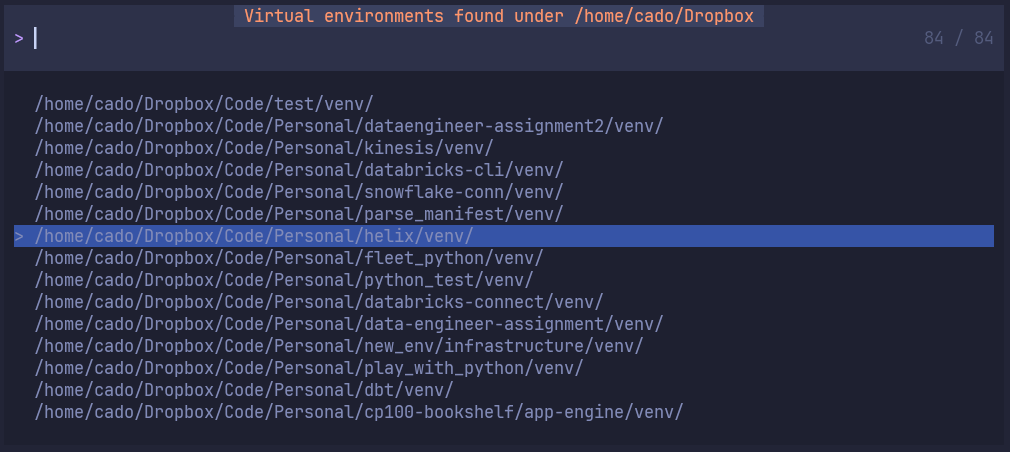 Virtual environments found under /home/cado/Dropbox
> 84 / 84
/home/cado/Dropbox/Code/test/venv/
/home/cado/Dropbox/Code/Personal/dataengineer-assignment2/venv/
/home/cado/Dropbox/Code/Personal/kinesis/venv/
/home/cado/Dropbox/Code/Personal/databricks-cli/venv/
/home/cado/Dropbox/Code/Personal/snowflake-conn/venv/
/home/cado/Dropbox/Code/Personal/parse_manifest/venv/
> /home/cado/Dropbox/Code/Personal/helix/venv/
/home/cado/Dropbox/Code/Personal/fleet_python/venv/
/home/cado/Dropbox/Code/Personal/python_test/venv/
/home/cado/Dropbox/Code/Personal/databricks-connect/venv/
/home/cado/Dropbox/Code/Personal/data-engineer-assignment/venv/
/home/cado/Dropbox/Code/Personal/new_env/infrastructure/venv/
/home/cado/Dropbox/Code/Personal/play_with_python/venv/
/home/cado/Dropbox/Code/Personal/dbt/venv/
/home/cado/Dropbox/Code/Personal/cp100-bookshelf/app-engine/venv/